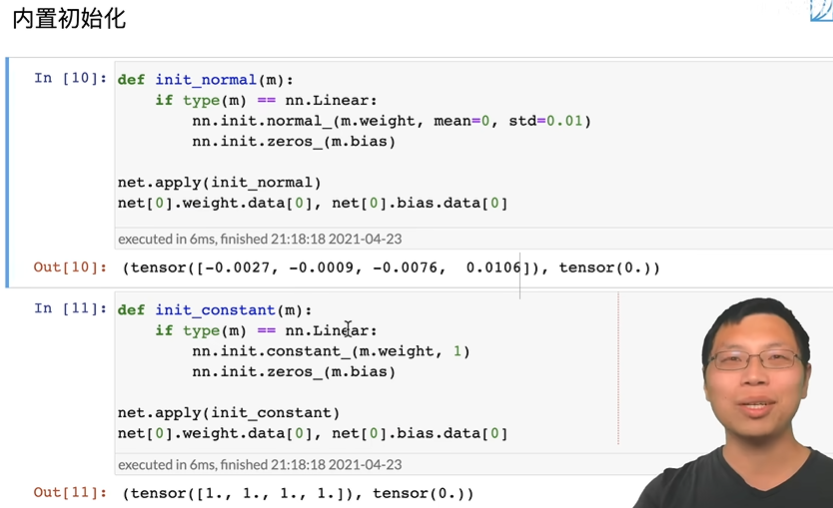 内置初始化
In [10]: def init_normal(m):
    if type(m) == nn.Linear:
        nn.init.normal_(m.weight, mean=0, std=0.01)
        nn.init.zeros_(m.bias)
net.apply(init_normal)
net[0].weight.data[0], net[0].bias.data[0]
executed in 6ms, finished 21:18:18 2021-04-23
Out[10]: (tensor([-0.0027, -0.0009, -0.0076,  0.0106]), tensor(0.))
In [11]: def init_constant(m):
    if type(m) == nn.Linear:
        nn.init.constant_(m.weight, 1)
        nn.init.zeros_(m.bias)
net.apply(init_constant)
net[0].weight.data[0], net[0].bias.data[0]
executed in 6ms, finished 21:18:18 2021-04-23
Out[11]: (tensor([1., 1., 1., 1.]), tensor(0.))